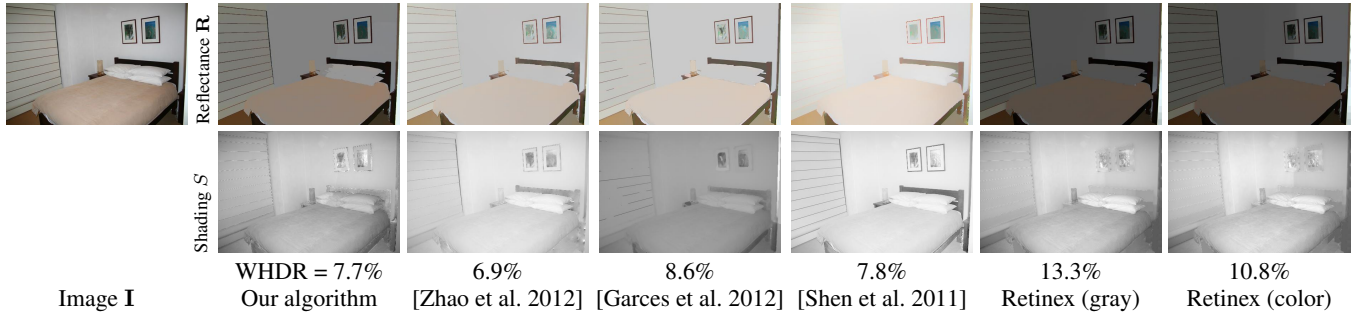 Reflectance R
Shading S
WHDR = 7.7% 6.9% 8.6% 7.8% 13.3% 10.8%
Image I Our algorithm [Zhao et al. 2012] [Garces et al. 2012] [Shen et al. 2011] Retinex (gray) Retinex (color)